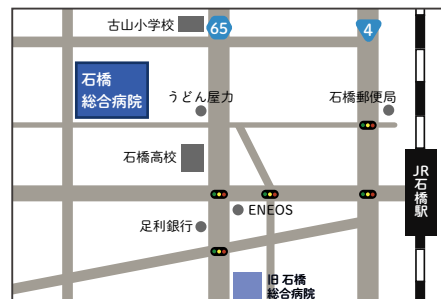 古山小学校
65
4
石橋
総合病院
うどん屋力
石橋郵便局
石橋高校
JR石橋駅
ENEOS
足利銀行
旧 石橋
総合病院